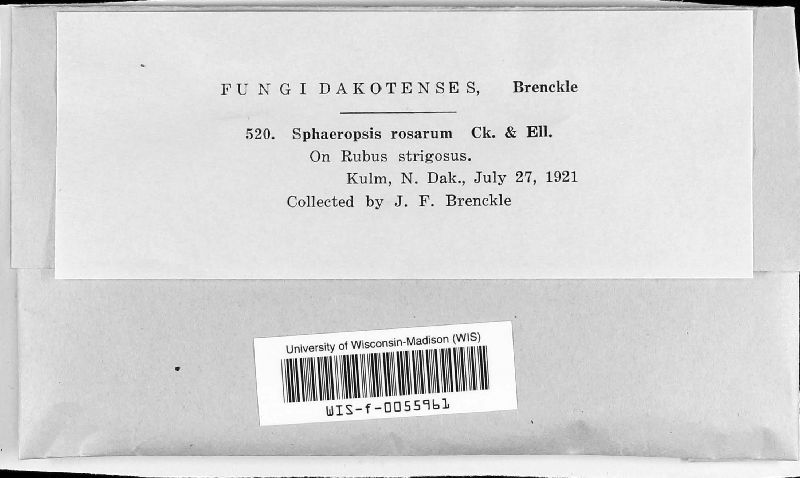 FUNGI DAKOTENSES, Brenckle
520. Sphaeropsis rosarum Ck. & Ell.
On Rubus strigosus.
Kulm, N. Dak., July 27, 1921
Collected by J. F. Brenckle
University of Wisconsin-Madison (WIS)
WIS-f-0055961